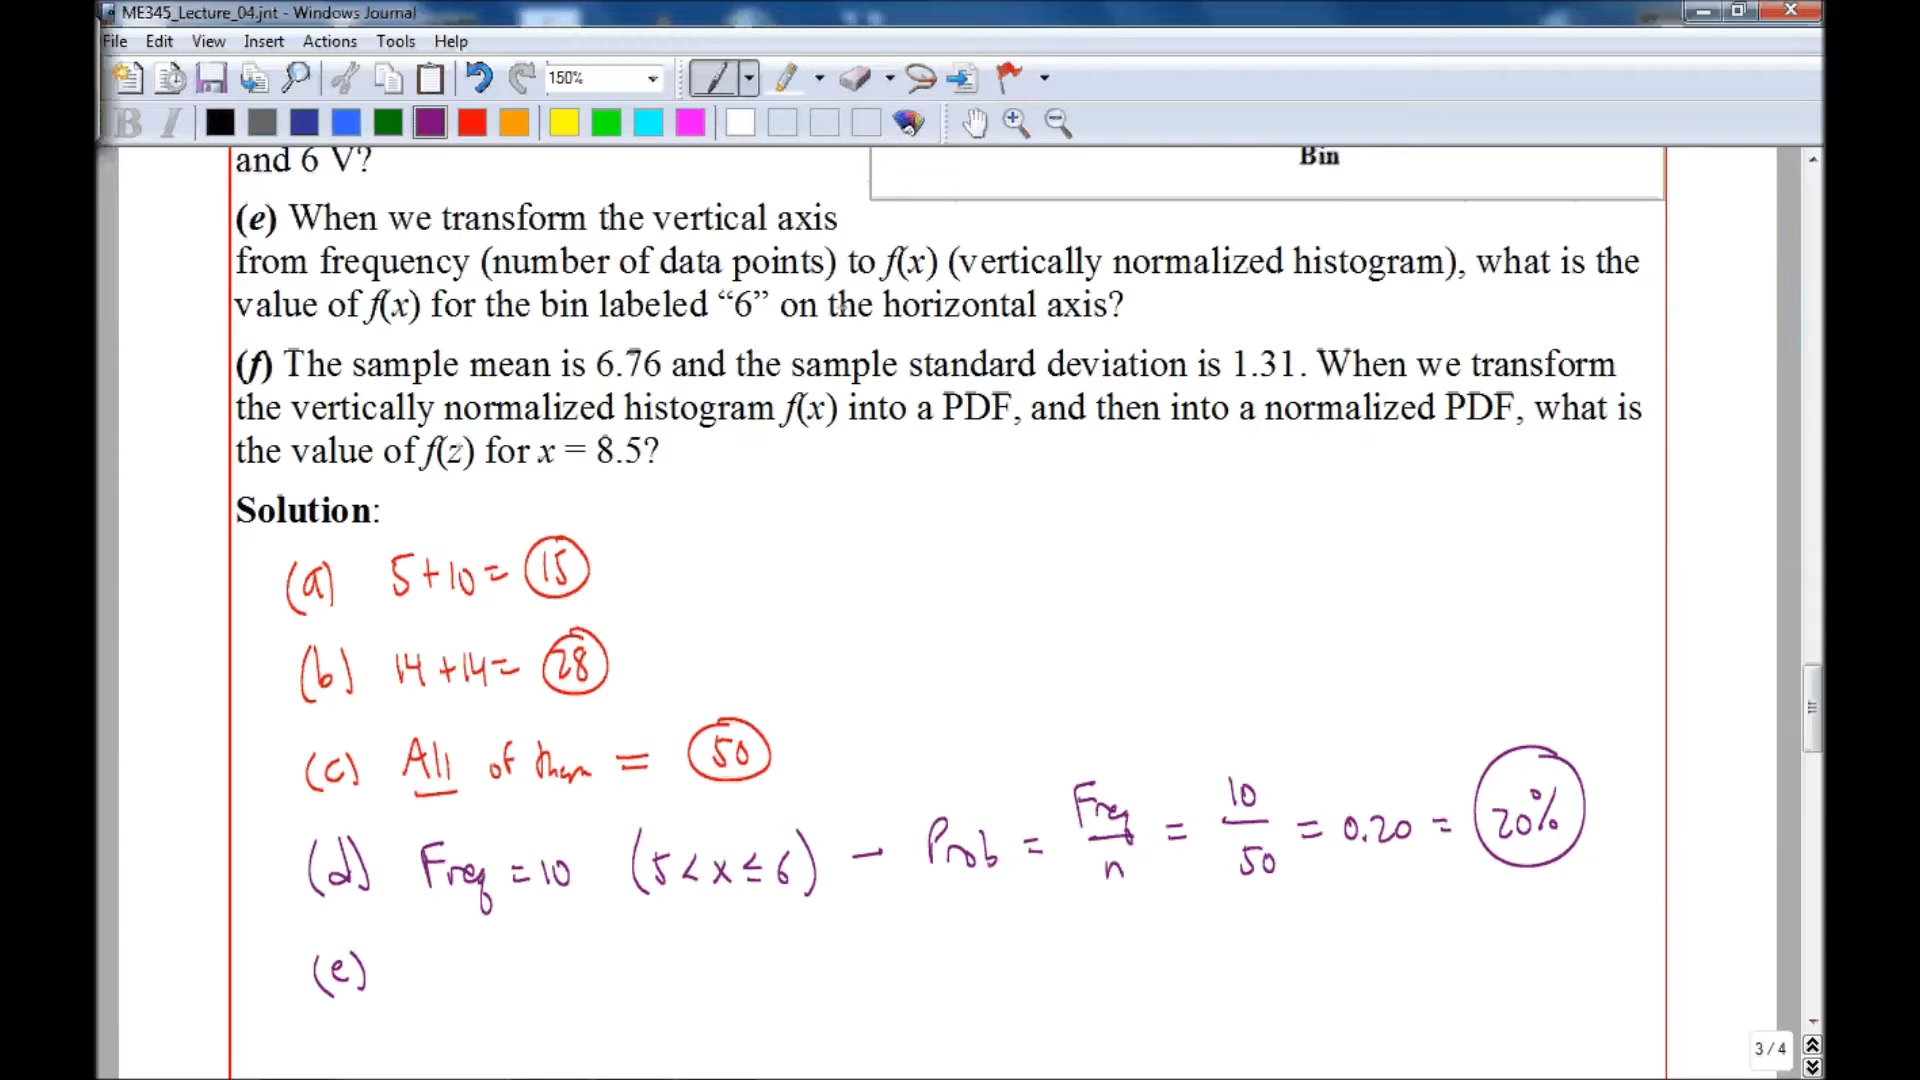 ME345_Lecture_04.jnt - Windows Journal
File Edit View Insert Actions Tools Help
150%
B I
and 6 V?
Bin
(e) When we transform the vertical axis
from frequency (number of data points) to f(x) (vertically normalized histogram), what is the
value of f(x) for the bin labeled “6” on the horizontal axis?
(f) The sample mean is 6.76 and the sample standard deviation is 1.31. When we transform
the vertically normalized histogram f(x) into a PDF, and then into a normalized PDF, what is
the value of f(z) for x = 8.5?
Solution:
(a) 5+10= 15
(b) 14+14= 28
(c) All of them = 50
(d) Freq = 10 (5 < x ≤ 6) – Prob = Freq/n = 10/50 = 0.20 = 20%
(e)
3 / 4